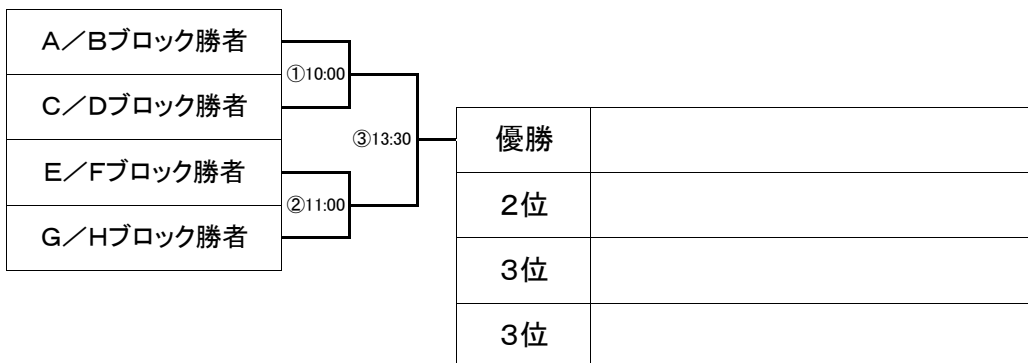 A／Bブロック勝者
①10:00
C／Dブロック勝者
③13:30
E／Fブロック勝者
②11:00
G／Hブロック勝者
優勝
2位
3位
3位